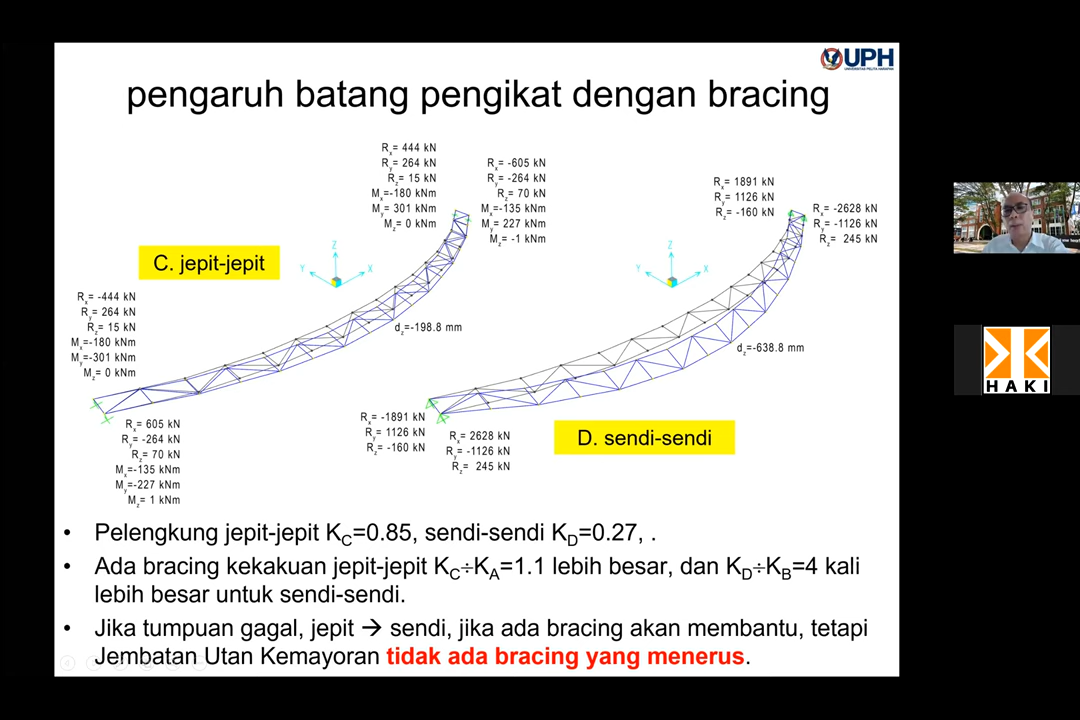 UPH
UNIVERSITAS PELITA HARAPAN
pengaruh batang pengikat dengan bracing
Rx= 444 kN
Ry= 264 kN
Rz= 15 kN
Mx=-180 kNm
My= 301 kNm
Mz= 0 kNm
Rx= -605 kN
Ry= -264 kN
Rz= 70 kN
Mx=-135 kNm
My= 227 kNm
Mz= -1 kNm
Rx= 1891 kN
Ry= 1126 kN
Rz= -160 kN
Rx= -2628 kN
Ry= -1126 kN
Rz= 245 kN
C. jepit-jepit
Z
Y
X
Z
Y
X
Rx= -444 kN
Ry= 264 kN
Rz= 15 kN
Mx=-180 kNm
My=-301 kNm
Mz= 0 kNm
dz=-198.8 mm
dz=-638.8 mm
Rx= 605 kN
Ry= -264 kN
Rz= 70 kN
Mx=-135 kNm
My=-227 kNm
Mz= 1 kNm
Rx= -1891 kN
Ry= 1126 kN
Rz= -160 kN
Rx= 2628 kN
Ry= -1126 kN
Rz= 245 kN
D. sendi-sendi
• Pelengkung jepit-jepit KC=0.85, sendi-sendi KD=0.27, .
• Ada bracing kekakuan jepit-jepit KC÷KA=1.1 lebih besar, dan KD÷KB=4 kali
lebih besar untuk sendi-sendi.
• Jika tumpuan gagal, jepit → sendi, jika ada bracing akan membantu, tetapi
Jembatan Utan Kemayoran tidak ada bracing yang menerus.
HAKI